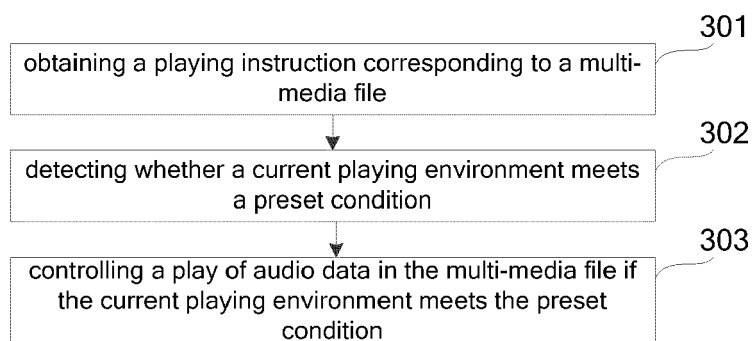 301
obtaining a playing instruction corresponding to a multi-
media file
302
detecting whether a current playing environment meets
a preset condition
303
controlling a play of audio data in the multi-media file if
the current playing environment meets the preset
condition